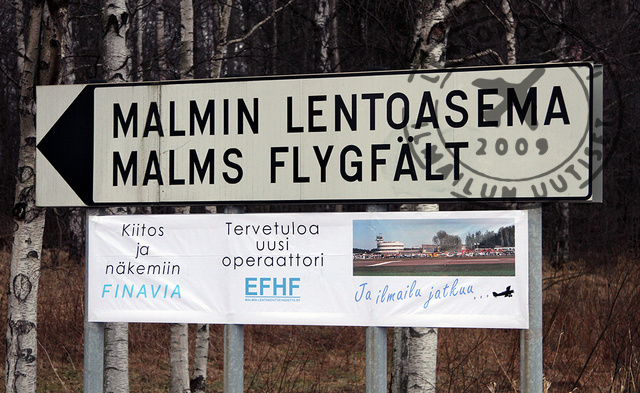 MALMIN LENTOASEMA
MALMS FLYGFÄLT
2009
Kiitos
ja
näkemiin
FINAVIA
Tervetuloa
uusi
operaattori
EFHF
Ja ilmailu jatkuu...